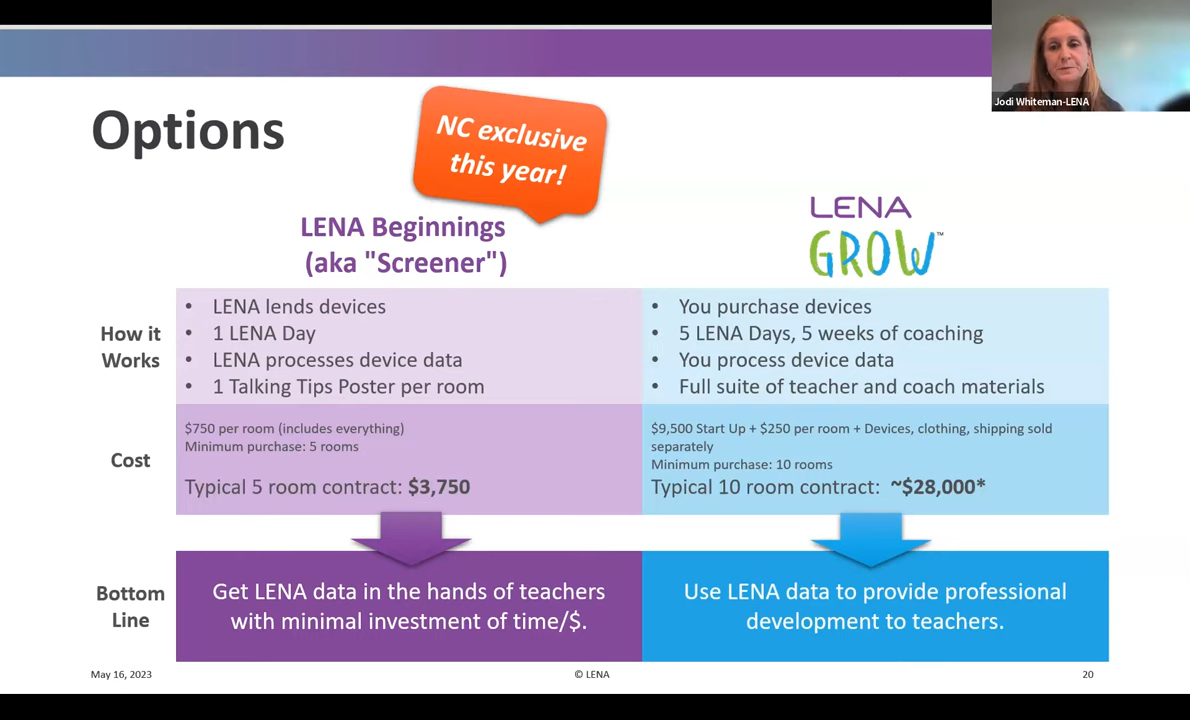 Jodi Whiteman-LENA
Options
NC exclusive
this year!
LENA Beginnings
(aka "Screener")
LENA
GROW™
How it
Works
• LENA lends devices
• 1 LENA Day
• LENA processes device data
• 1 Talking Tips Poster per room
• You purchase devices
• 5 LENA Days, 5 weeks of coaching
• You process device data
• Full suite of teacher and coach materials
Cost
$750 per room (includes everything)
Minimum purchase: 5 rooms
Typical 5 room contract: $3,750
$9,500 Start Up + $250 per room + Devices, clothing, shipping sold
separately
Minimum purchase: 10 rooms
Typical 10 room contract: ~$28,000*
Bottom
Line
Get LENA data in the hands of teachers
with minimal investment of time/$.
Use LENA data to provide professional
development to teachers.
May 16, 2023
© LENA
20